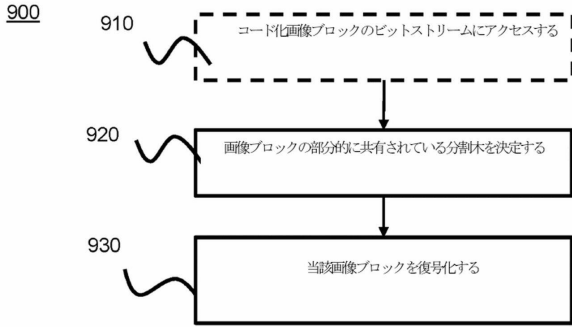 900
910
コード化画像ブロックのビットストリームにアクセスする
920
画像ブロックの部分的に共有されている分割木を決定する
930
当該画像ブロックを復号化する